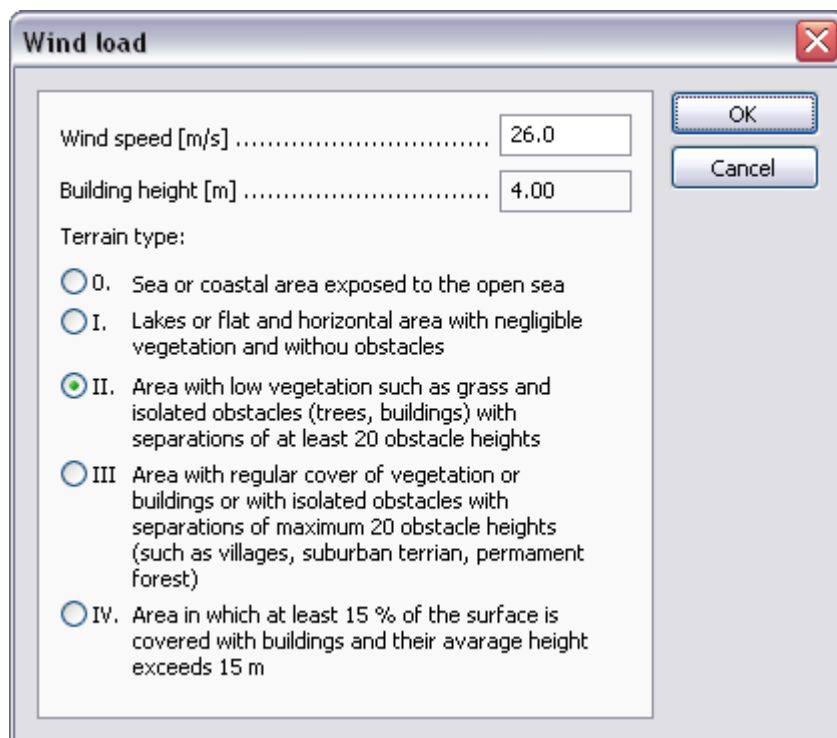 Wind load
OK
Cancel
Wind speed [m/s] ................................ 26.0
Building height [m] ............................... 4.00
Terrain type:
0. Sea or coastal area exposed to the open sea
I. Lakes or flat and horizontal area with negligible
vegetation and withou obstacles
II. Area with low vegetation such as grass and
isolated obstacles (trees, buildings) with
separations of at least 20 obstacle heights
III Area with regular cover of vegetation or
buildings or with isolated obstacles with
separations of maximum 20 obstacle heights
(such as villages, suburban terrian, permament
forest)
IV. Area in which at least 15 % of the surface is
covered with buildings and their avarage height
exceeds 15 m